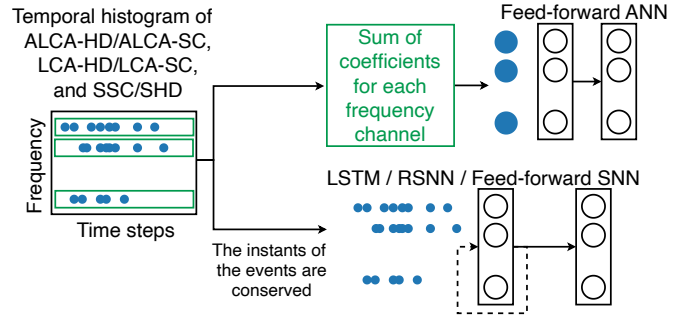 Temporal histogram of
ALCA-HD/ALCA-SC,
LCA-HD/LCA-SC,
and SSC/SHD
Frequency
Time steps
Sum of
coefficients
for each
frequency
channel
Feed-forward ANN
The instants of
the events are
conserved
LSTM / RSNN / Feed-forward SNN